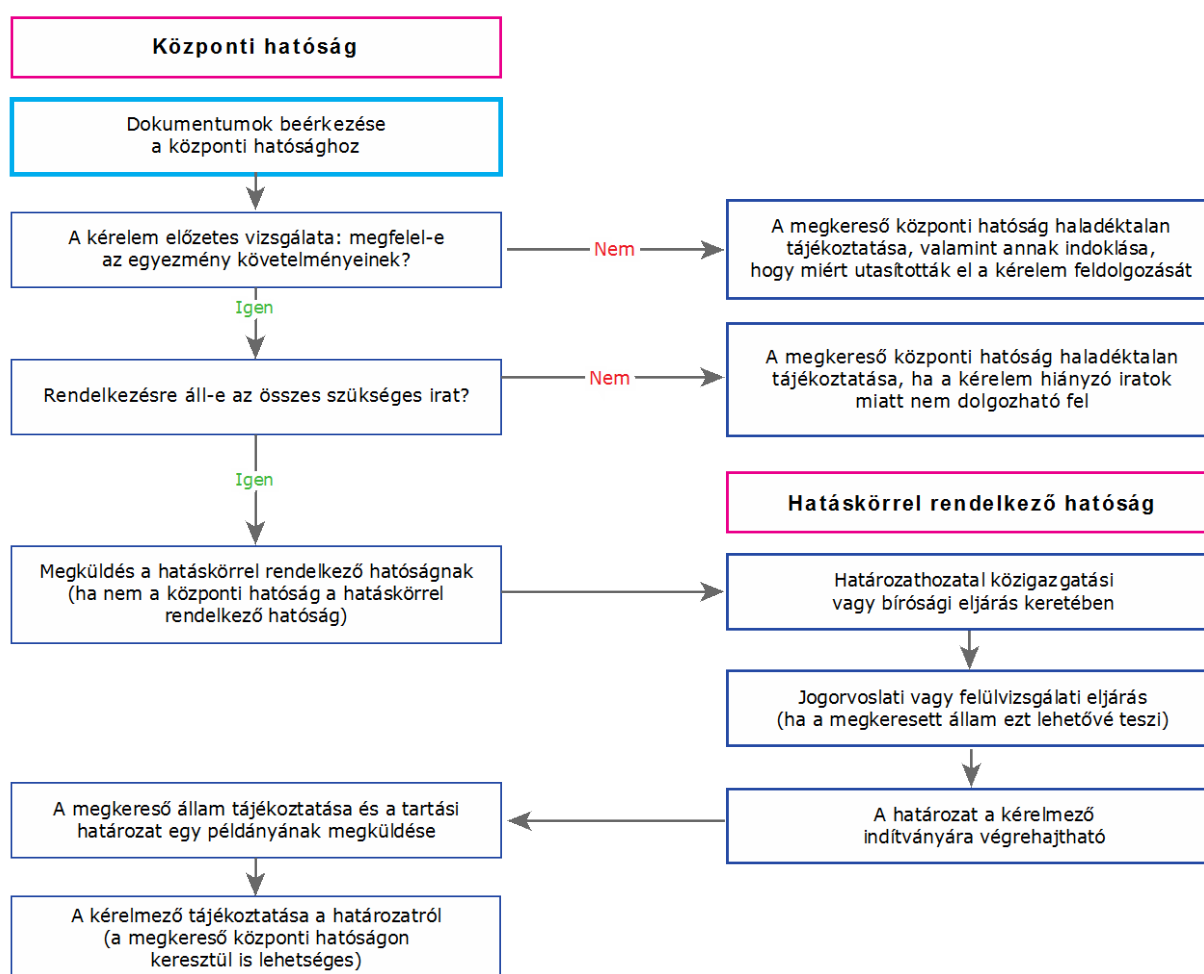 Központi hatóság
Dokumentumok beérkezése
a központi hatósághoz
A kérelem előzetes vizsgálata: megfelel-e
az egyezmény követelményeinek?
Nem
A megkereső központi hatóság haladéktalan
tájékoztatása, valamint annak indoklása,
hogy miért utasították el a kérelem feldolgozását
Igen
Rendelkezésre áll-e az összes szükséges irat?
Nem
A megkereső központi hatóság haladéktalan
tájékoztatása, ha a kérelem hiányzó iratok
miatt nem dolgozható fel
Igen
Hatáskörrel rendelkező hatóság
Megküldés a hatáskörrel rendelkező hatóságnak
(ha nem a központi hatóság a hatáskörrel
rendelkező hatóság)
Határozathozatal közigazgatási
vagy bírósági eljárás keretében
Jogorvoslati vagy felülvizsgálati eljárás
(ha a megkeresett állam ezt lehetővé teszi)
A határozat a kérelmező
indítványára végrehajtható
A megkereső állam tájékoztatása és a tartási
határozat egy példányának megküldése
A kérelmező tájékoztatása a határozatról
(a megkereső központi hatóságon
keresztül is lehetséges)